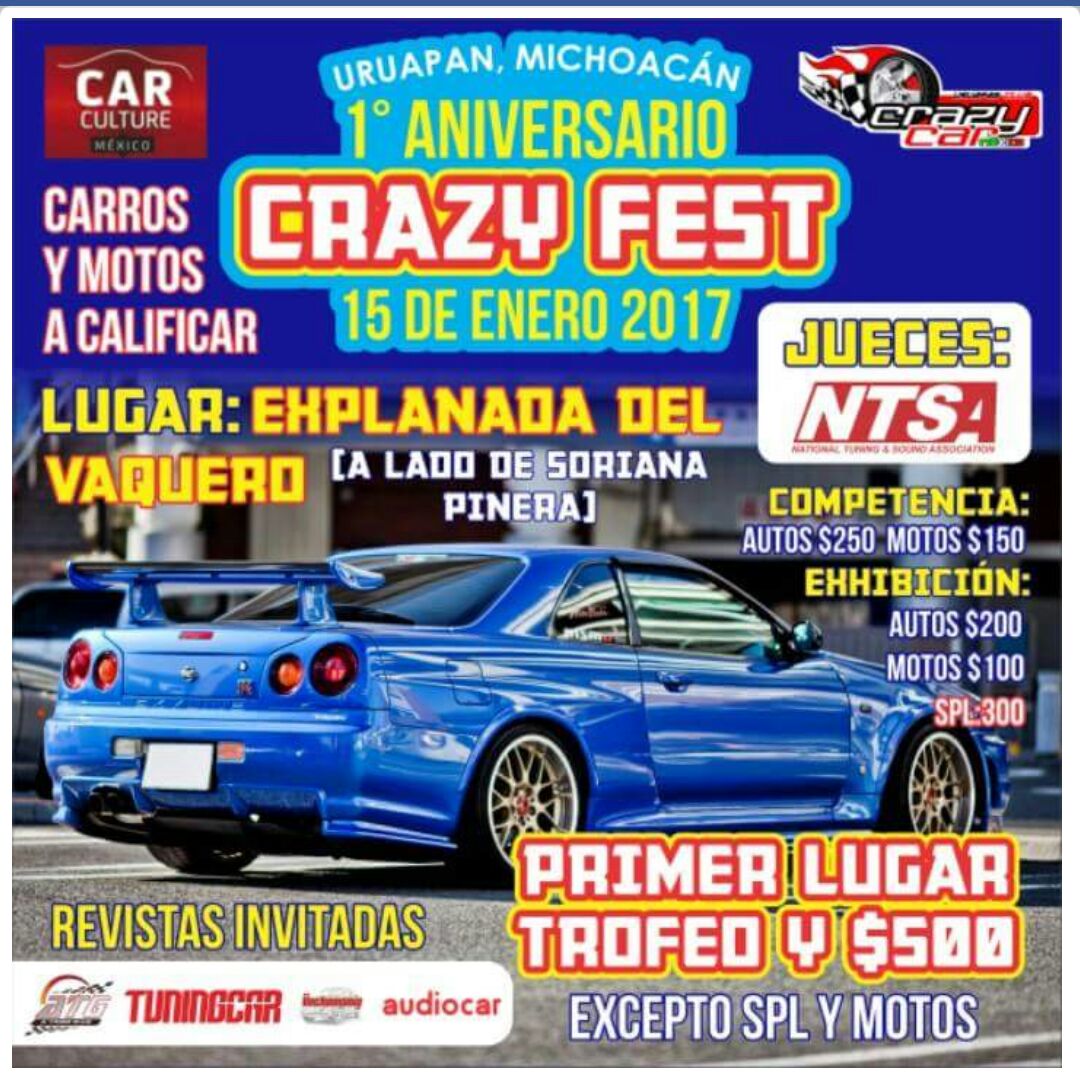 CAR
CULTURE
MÉXICO
URUAPAN, MICHOACÁN
1° ANIVERSARIO
CRAZY FEST
15 DE ENERO 2017
Crazy
Car
CARROS
Y MOTOS
A CALIFICAR
JUECES:
NTSA
NATIONAL TUNING & SOUND ASSOCIATION
LUGAR: EXPLANADA DEL
VAQUERO [A LADO DE SORIANA
PINERA]
COMPETENCIA:
AUTOS $250 MOTOS $150
EXHIBICIÓN:
AUTOS $200
MOTOS $100
SPL:300
PRIMER LUGAR
TROFEO Y $500
EXCEPTO SPL Y MOTOS
REVISTAS INVITADAS
ATG
TUNINGCAR
audiocar